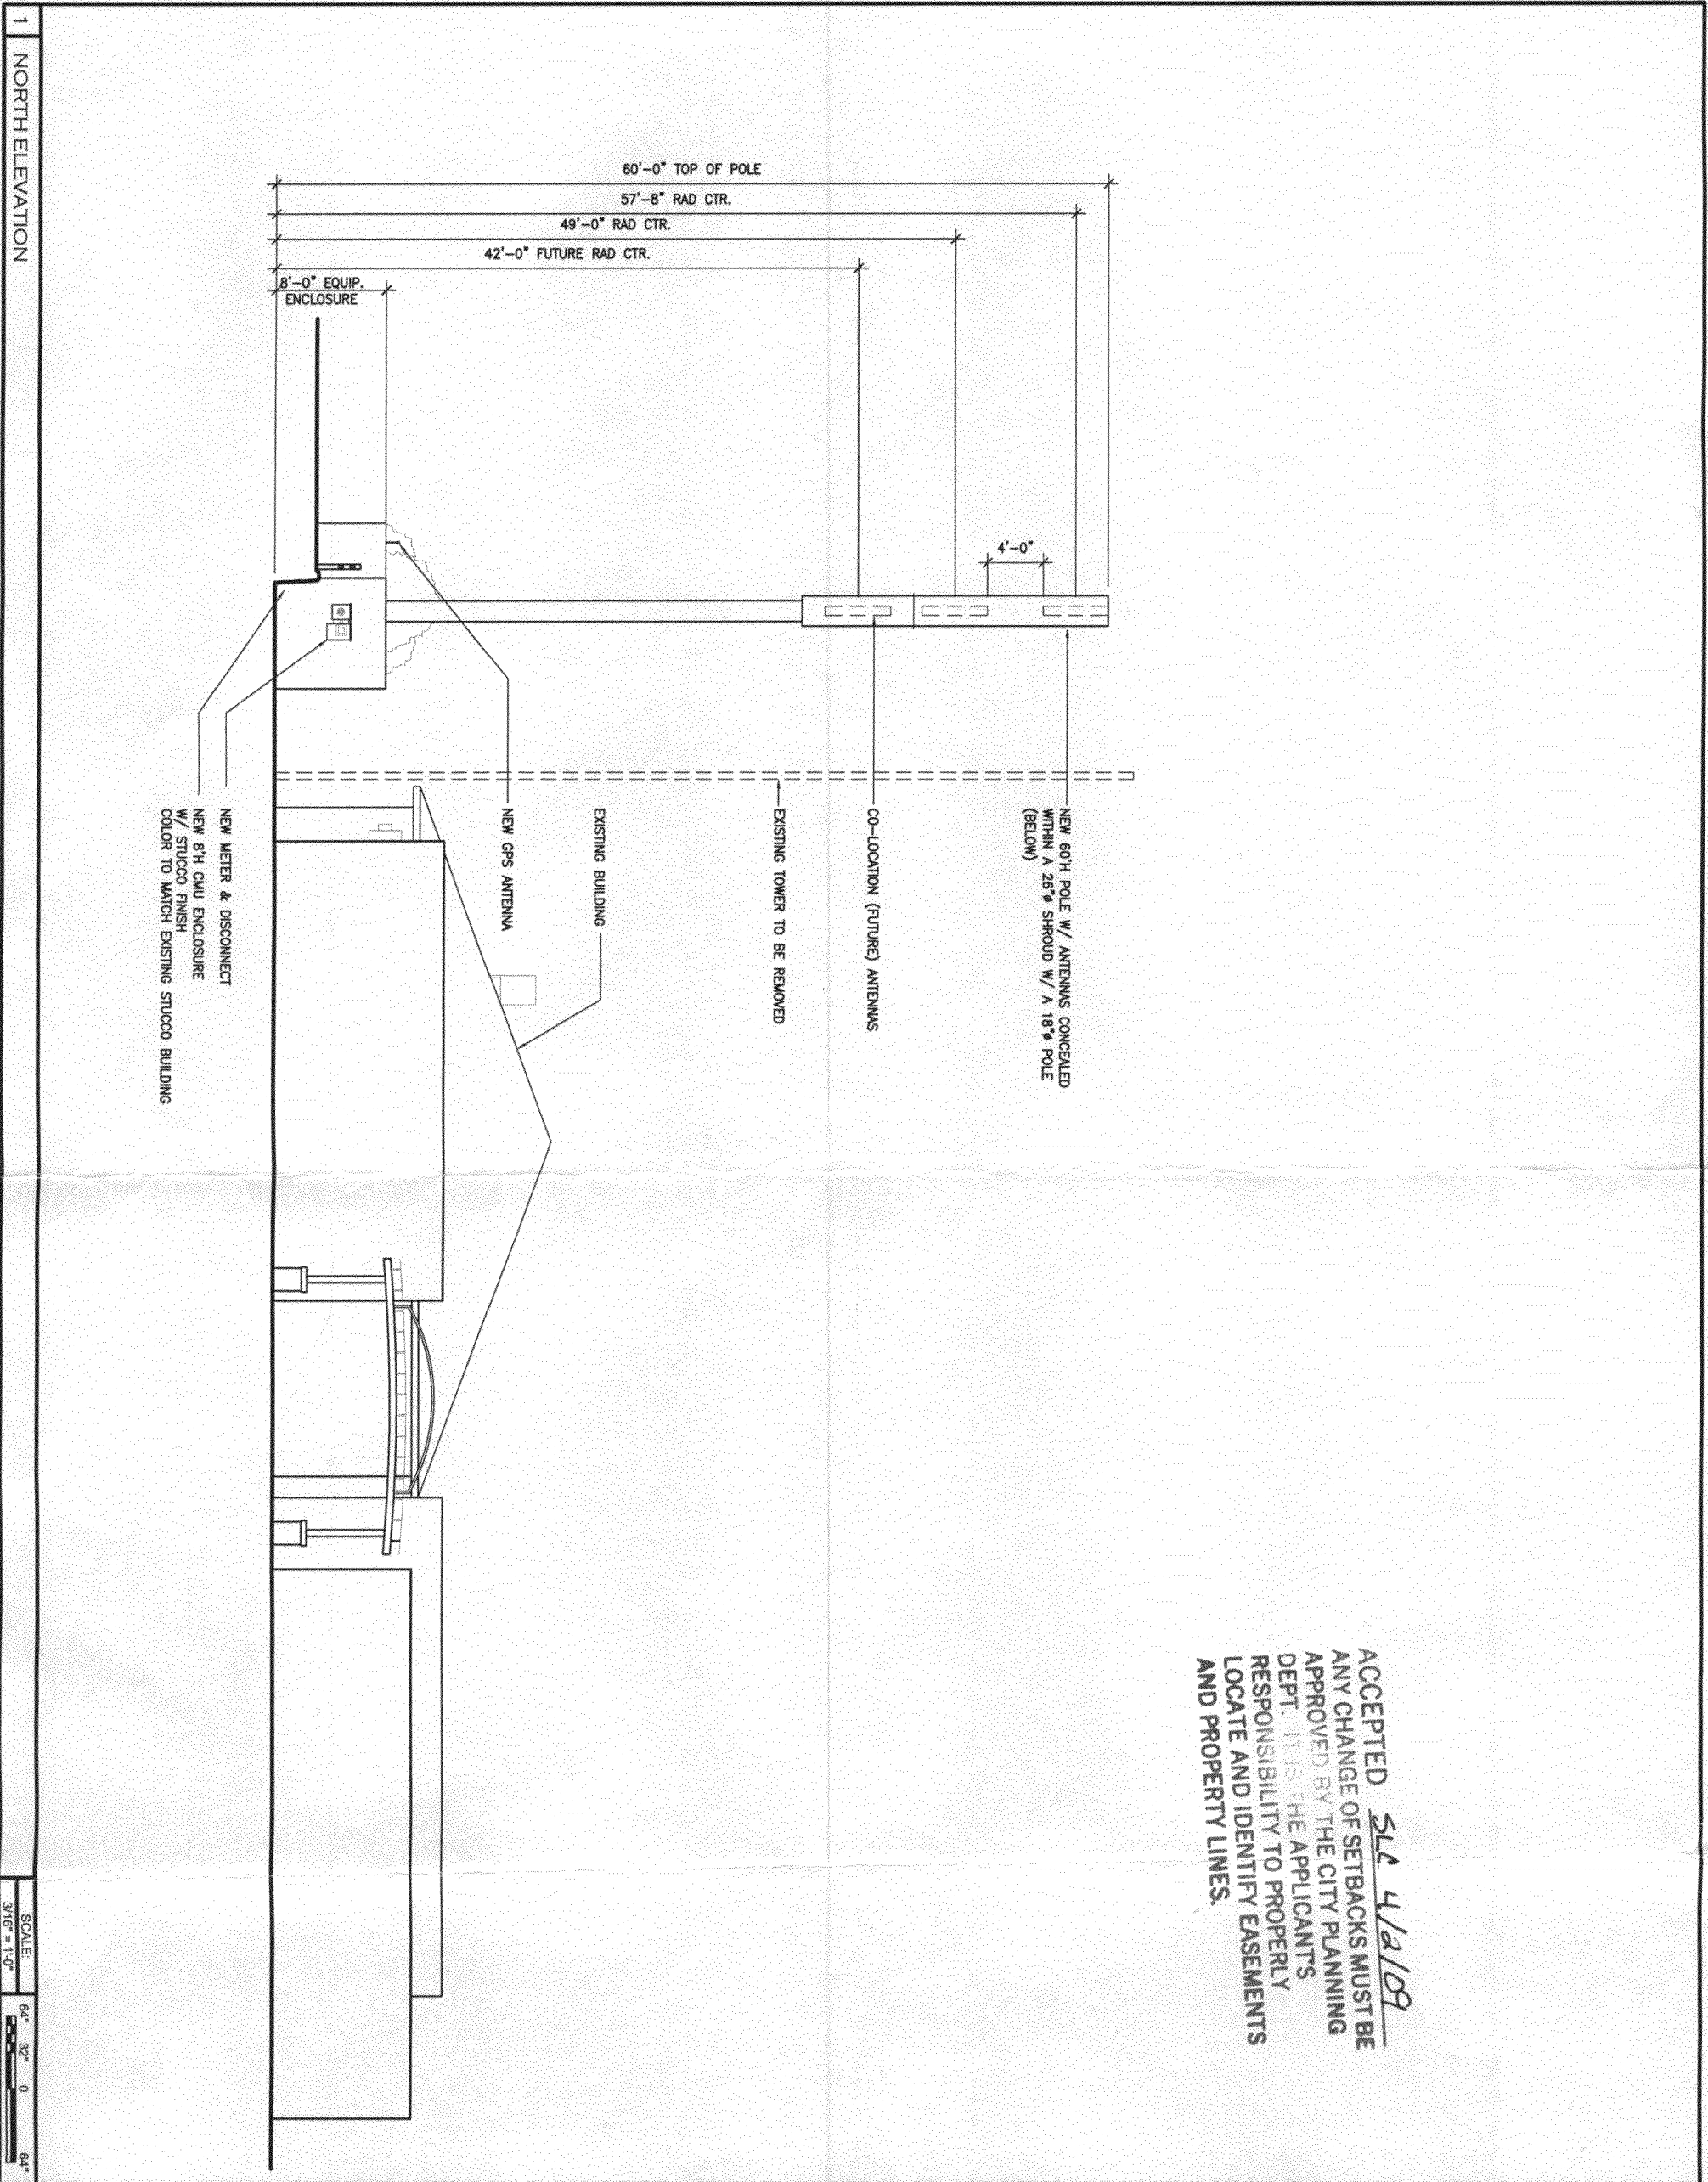 60'-0" TOP OF POLE
57'-8" RAD CTR.
49'-0" RAD CTR.
42'-0" FUTURE RAD CTR.
8'-0" EQUIP.
ENCLOSURE
4'-0"
NEW 60'H POLE W/ ANTENNAS CONCEALED
WITHIN A 26"ø SHROUD W/ A 18"ø POLE
(BELOW)
CO-LOCATION (FUTURE) ANTENNAS
EXISTING TOWER TO BE REMOVED
EXISTING BUILDING
NEW GPS ANTENNA
NEW METER & DISCONNECT
NEW 8'H CMU ENCLOSURE
W/ STUCCO FINISH
COLOR TO MATCH EXISTING STUCCO BUILDING
ACCEPTED SLC 4/2/09
ANY CHANGE OF SETBACKS MUST BE
APPROVED BY THE CITY PLANNING
DEPT. IT IS THE APPLICANT'S
RESPONSIBILITY TO PROPERLY
LOCATE AND IDENTIFY EASEMENTS
AND PROPERTY LINES.
1 NORTH ELEVATION
SCALE:
3/16" = 1'-0"
64" 32" 0 64"